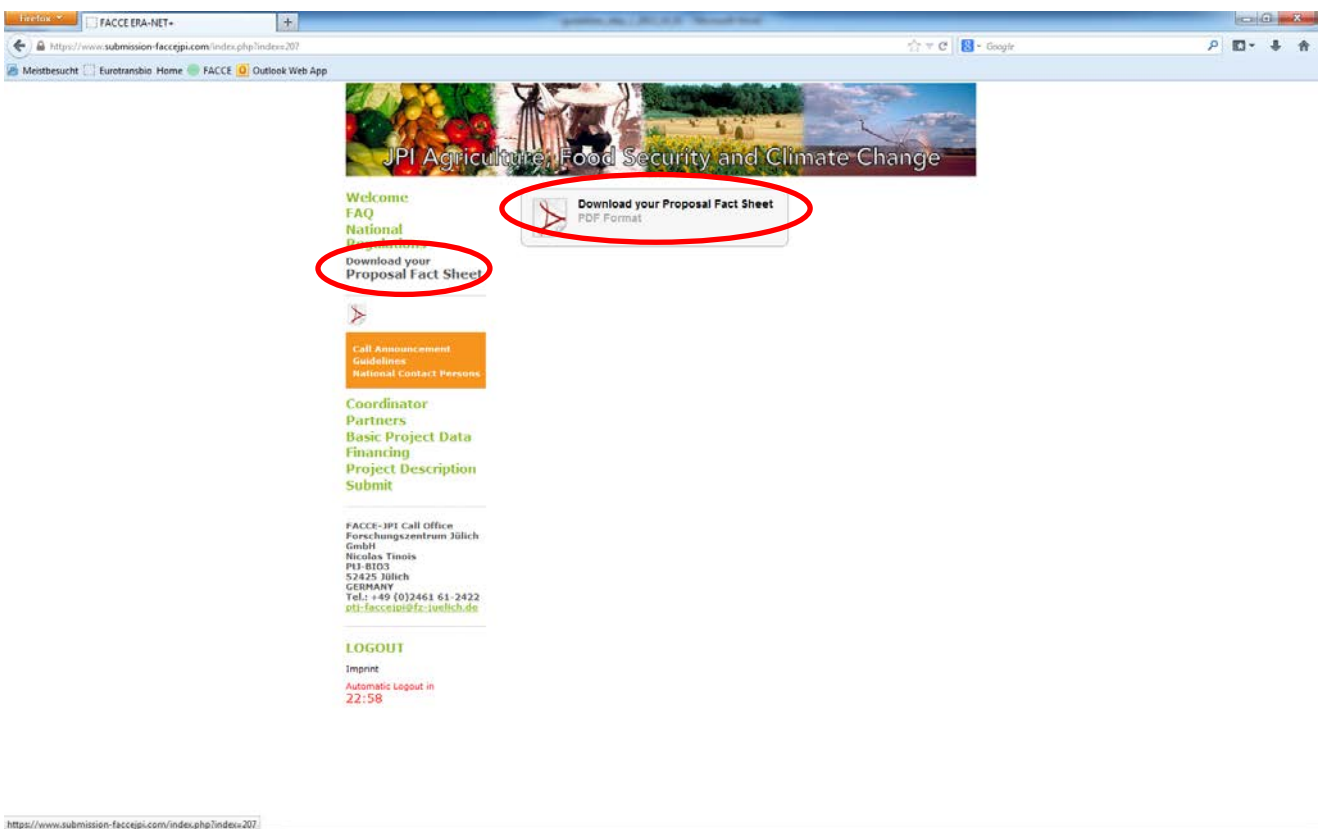 Firefox
FACCE ERA-NET+
https://www.submission-faccejpi.com/index.php?index=207
Google
Meistbesucht Eurotransbio Home FACCE Outlook Web App
JPI Agriculture, Food Security and Climate Change
Welcome
FAQ
National
Regulations
Download your
Proposal Fact Sheet
Download your Proposal Fact Sheet
PDF Format
Call Announcement
Guidelines
National Contact Persons
Coordinator
Partners
Basic Project Data
Financing
Project Description
Submit
FACCE-JPI Call Office
Forschungszentrum Jülich
GmbH
Nicolas Tinois
PtJ-BIO3
52425 Jülich
GERMANY
Tel.: +49 (0)2461 61-2422
ptj-faccejpi@fz-juelich.de
LOGOUT
Imprint
Automatic Logout in
22:58
https://www.submission-faccejpi.com/index.php?index=207